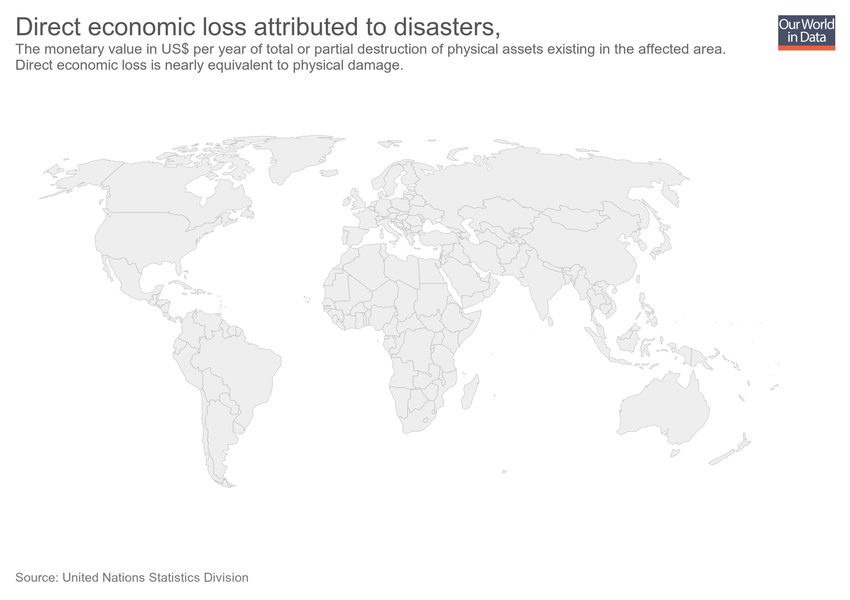 Direct economic loss attributed to disasters,
Our World
in Data
The monetary value in US$ per year of total or partial destruction of physical assets existing in the affected area.
Direct economic loss is nearly equivalent to physical damage.
Source: United Nations Statistics Division